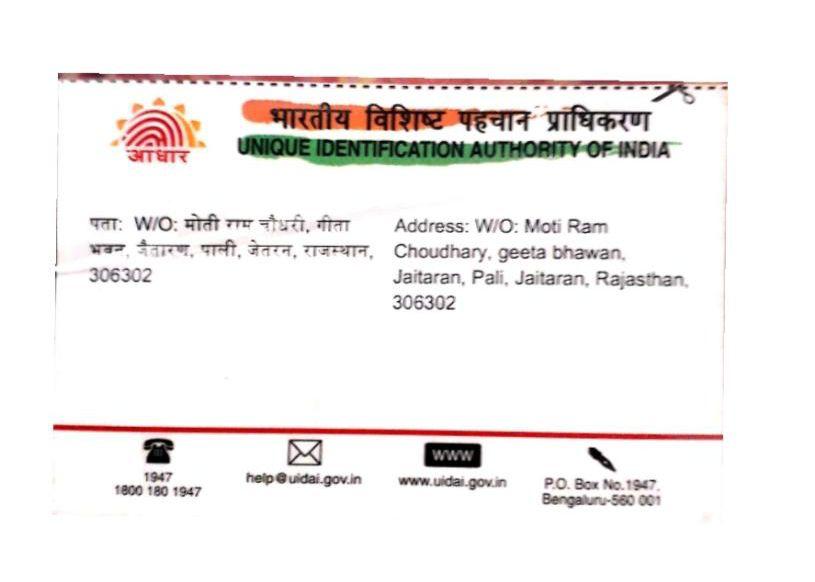 भारतीय विशिष्ट पहचान प्राधिकरण
आधार
UNIQUE IDENTIFICATION AUTHORITY OF INDIA
पता: W/O: मोती राम चौधरी, गीता
भवन, जैतारण, पाली, जेतरन, राजस्थान,
306302
Address: W/O: Moti Ram
Choudhary, geeta bhawan,
Jaitaran, Pali, Jaitaran, Rajasthan,
306302
1947
1800 180 1947
help@uidai.gov.in
www
www.uidai.gov.in
P.O. Box No.1947,
Bengaluru-560 001